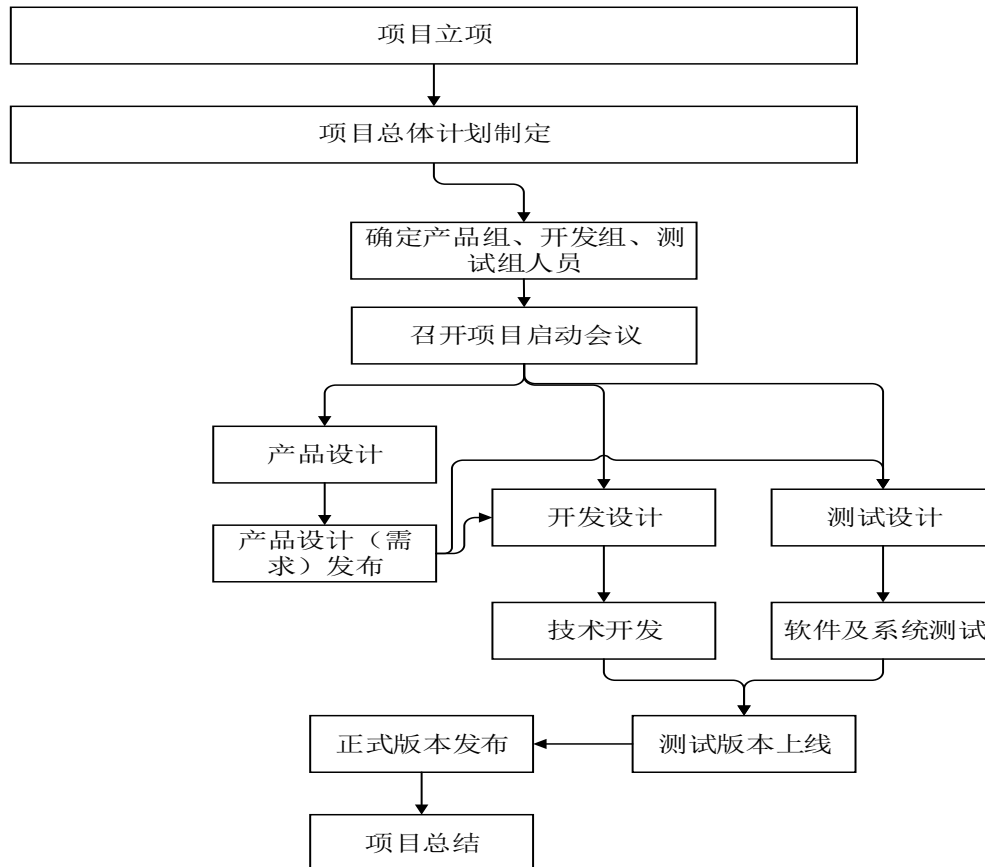 项目立项
项目总体计划制定
确定产品组、开发组、测
试组人员
召开项目启动会议
产品设计
产品设计（需
求）发布
开发设计
测试设计
技术开发
软件及系统测试
正式版本发布
测试版本上线
项目总结